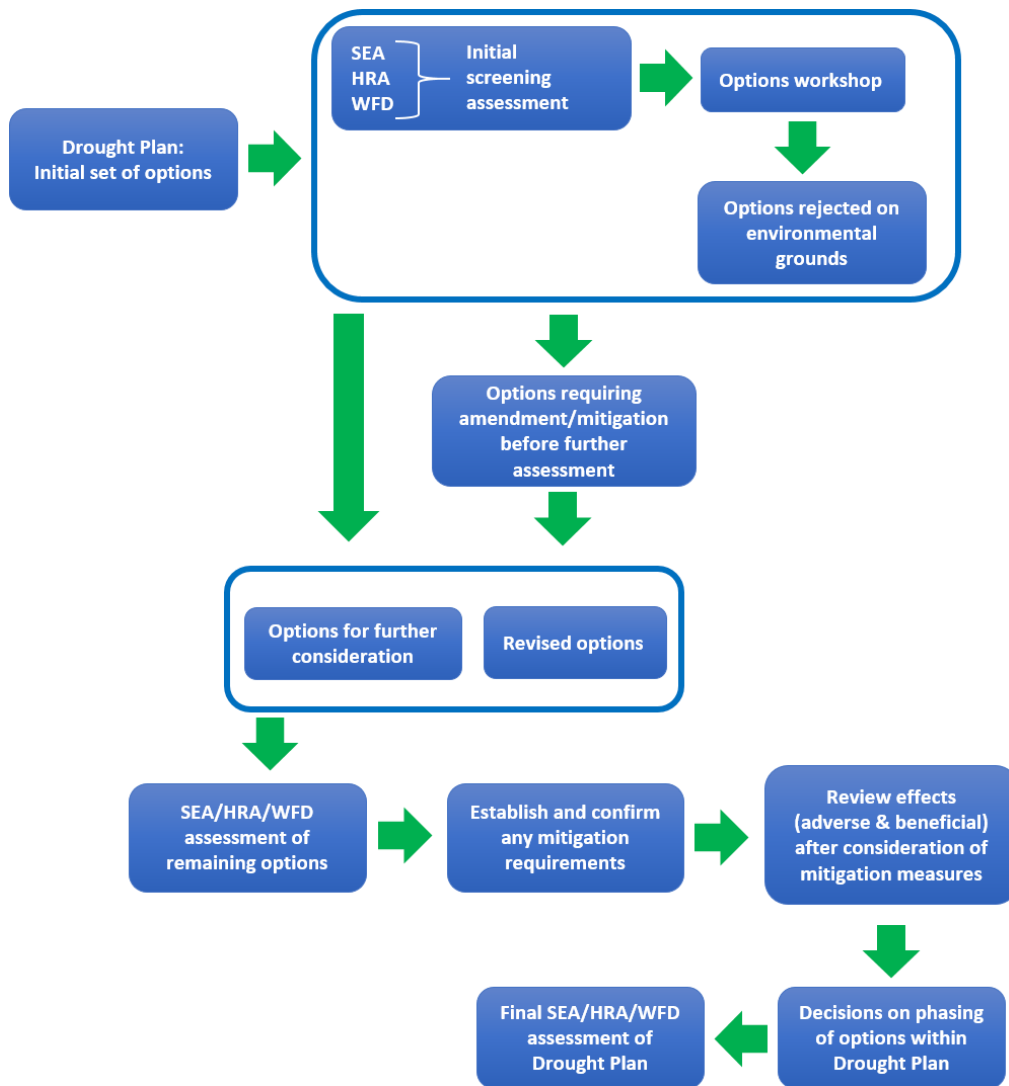 SEA
HRA
WFD
Initial
screening
assessment
Options workshop
Drought Plan:
Initial set of options
Options rejected on
environmental
grounds
Options requiring
amendment/mitigation
before further
assessment
Options for further
consideration
Revised options
SEA/HRA/WFD
assessment of
remaining options
Establish and confirm
any mitigation
requirements
Review effects
(adverse & beneficial)
after consideration of
mitigation measures
Final SEA/HRA/WFD
assessment of
Drought Plan
Decisions on phasing
of options within
Drought Plan